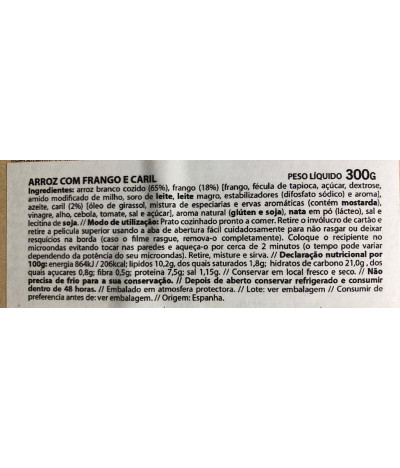 ARROZ COM FRANGO E CARIL PESO LÍQUIDO 300G
Ingredientes: arroz branco cozido (65%), frango (18%) [frango, fécula de tapioca, açúcar, dextrose,
amido modificado de milho, soro de leite, leite magro, estabilizadores (difosfato sódico) e aroma],
azeite, caril (2%) [óleo de girassol, mistura de especiarias e ervas aromáticas (contém mostarda),
vinagre, alho, cebola, tomate, sal e açúcar], aroma natural (glúten e soja), nata em pó (lácteo), sal e
lecitina de soja. // Modo de utilização: Prato cozinhado pronto a comer. Retire o invólucro de cartão e
retire a película superior usando a aba de abertura fácil cuidadosamente para não rasgar ou deixar
resquícios na borda (caso o filme rasgue, remova-o completamente). Coloque o recipiente no
microondas evitando tocar nas paredes e aqueça-o por cerca de 2 minutos (o tempo pode variar
dependendo da potência do seu microondas). Retire, misture e sirva. // Declaração nutricional por
100g: energia 864kJ / 206kcal; lípidos 10,2g, dos quais saturados 1,8g; hidratos de carbono 21,0g , dos
quais açucares 0,8g; fibra 0,5g; proteína 7,5g; sal 1,15g. // Conservar em local fresco e seco. // Não
precisa de frio para a sua conservação. // Depois de aberto conservar refrigerado e consumir
dentro de 48 horas. // Embalado em atmosfera protectora. // Lote: ver embalagem // Consumir de
preferencia antes de: ver embalagem. // Origem: Espanha.